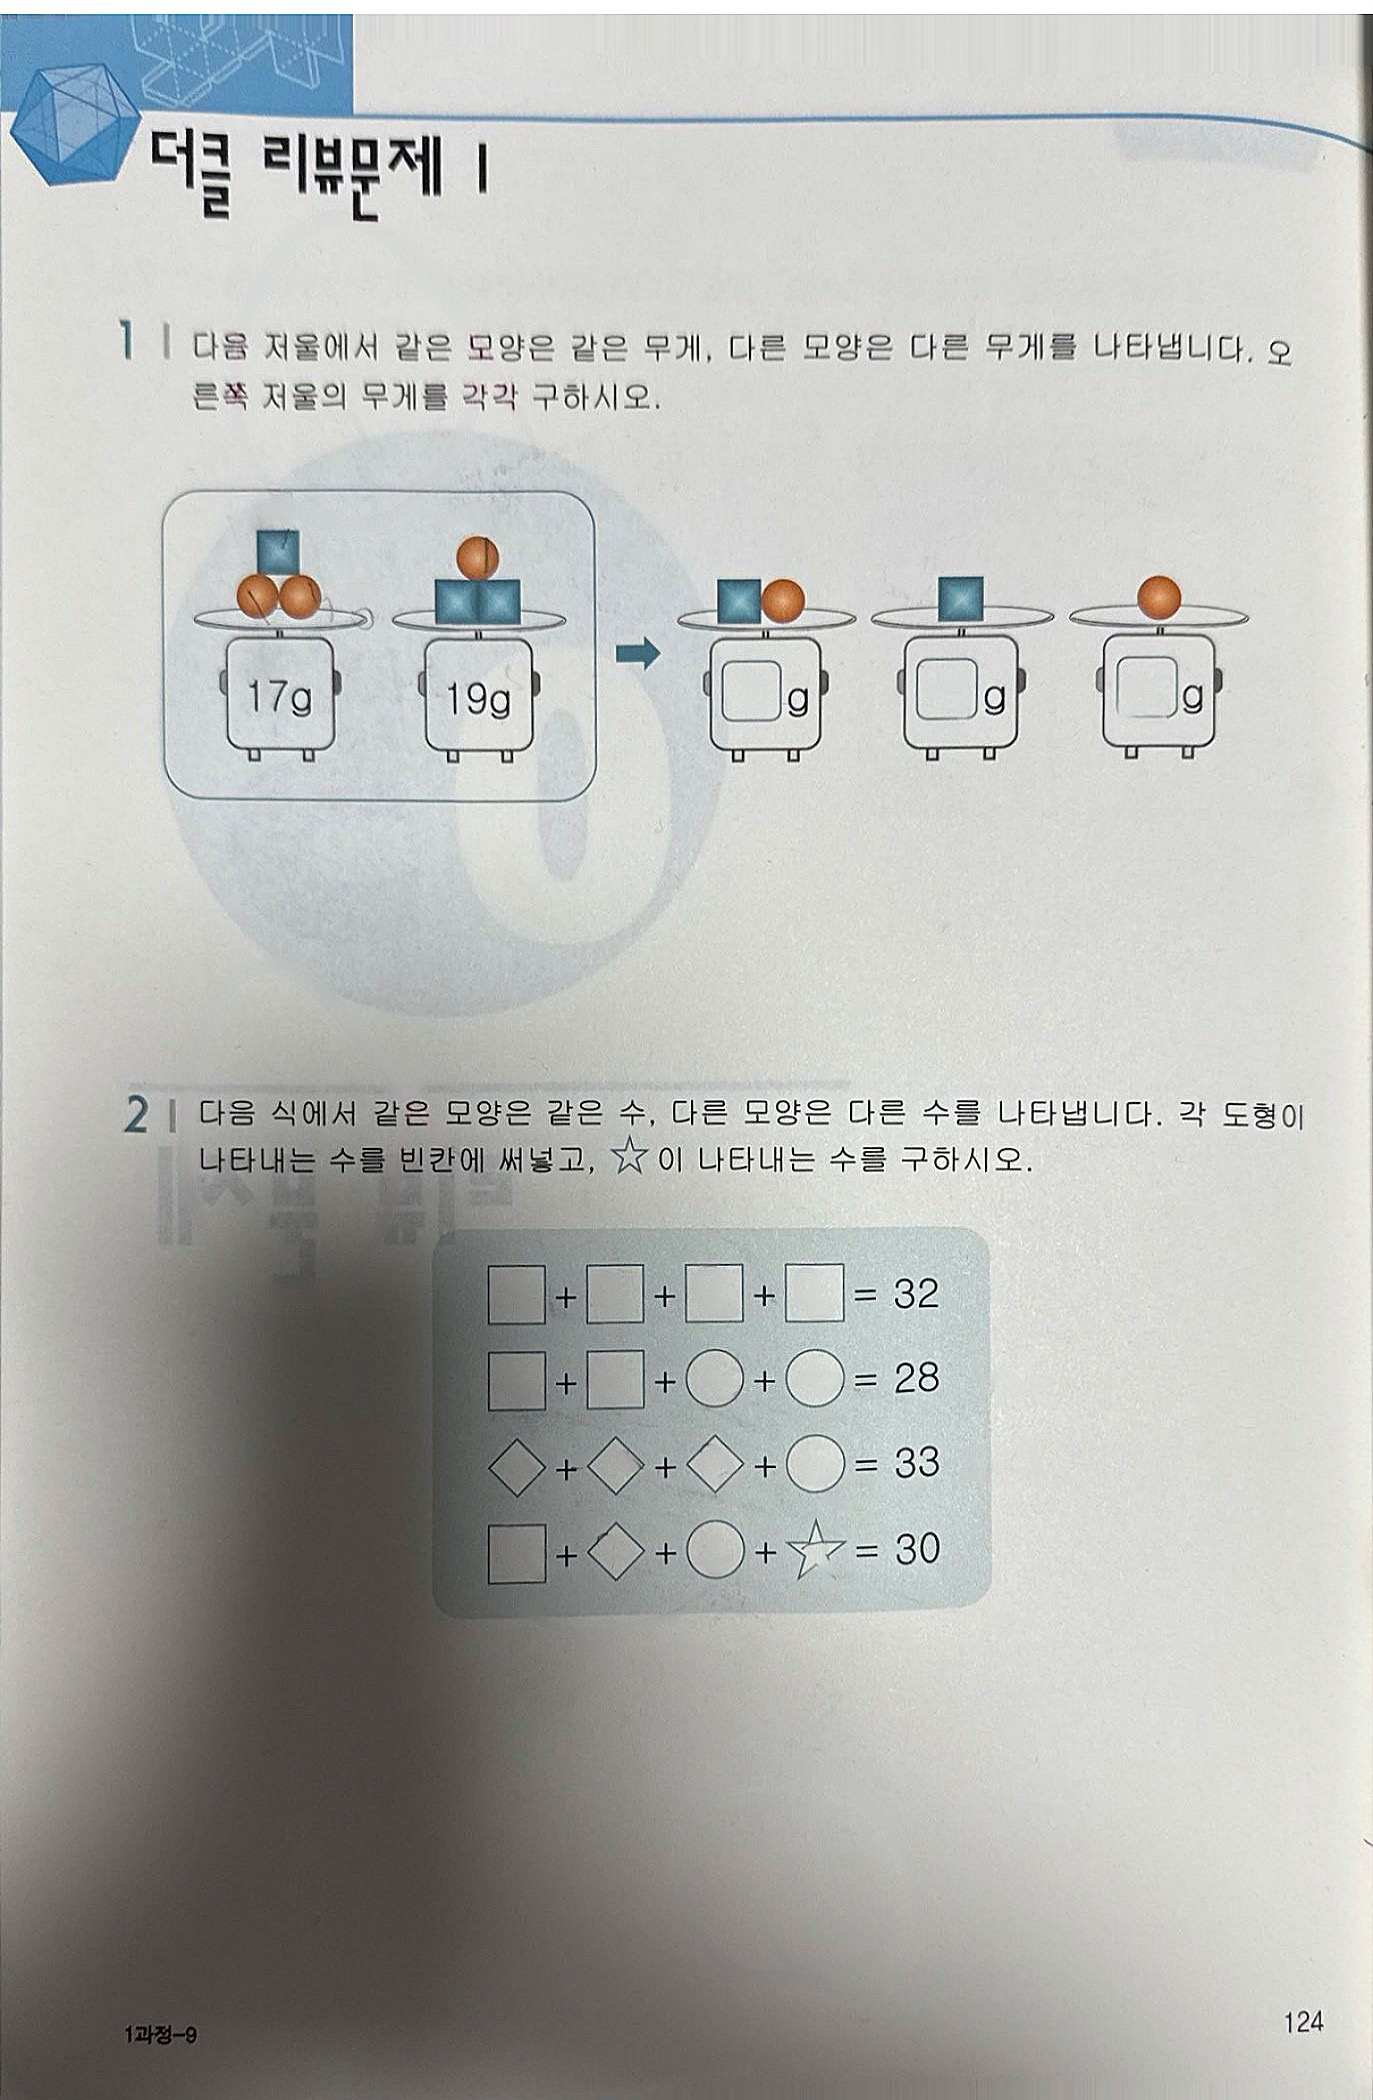 더클 리뷰문제 I
1 | 다음 저울에서 같은 모양은 같은 무게, 다른 모양은 다른 무게를 나타냅니다. 오
른쪽 저울의 무게를 각각 구하시오.
17g 19g g g g
2 | 다음 식에서 같은 모양은 같은 수, 다른 모양은 다른 수를 나타냅니다. 각 도형이
나타내는 수를 빈칸에 써넣고, ☆이 나타내는 수를 구하시오.
□ + □ + □ + □ = 32
□ + □ + ○ + ○ = 28
◇ + ◇ + ◇ + ○ = 33
□ + ◇ + ○ + ☆ = 30
1과정-9
124